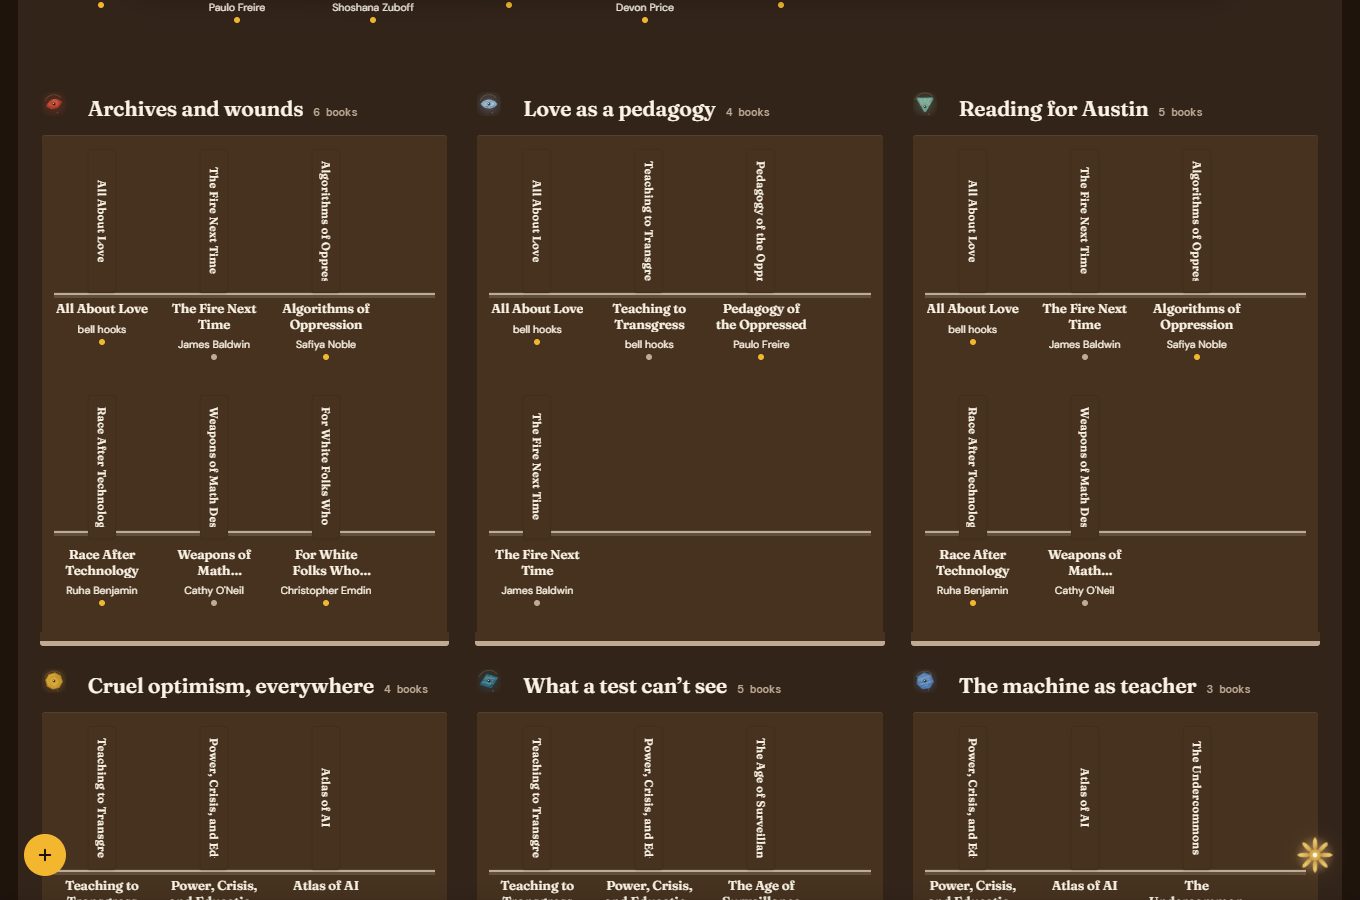 Paulo Freire
Shoshana Zuboff
Devon Price
Archives and wounds 6 books
All About Love
The Fire Next Time
Algorithms of Oppres
All About Love
bell hooks
The Fire Next
Time
James Baldwin
Algorithms of
Oppression
Safiya Noble
Race After Technolog
Weapons of Math Des
For White Folks Who
Race After
Technology
Ruha Benjamin
Weapons of
Math...
Cathy O'Neil
For White
Folks Who...
Christopher Emdin
Love as a pedagogy 4 books
All About Love
Teaching to Transgre
Pedagogy of the Oppr
All About Love
bell hooks
Teaching to
Transgress
bell hooks
Pedagogy of
the Oppressed
Paulo Freire
The Fire Next Time
The Fire Next
Time
James Baldwin
Reading for Austin 5 books
All About Love
The Fire Next Time
Algorithms of Oppres
All About Love
bell hooks
The Fire Next
Time
James Baldwin
Algorithms of
Oppression
Safiya Noble
Race After Technolog
Weapons of Math Des
Race After
Technology
Ruha Benjamin
Weapons of
Math...
Cathy O'Neil
Cruel optimism, everywhere 4 books
Teaching to Transgre
Power, Crisis, and Ed
Atlas of AI
Teaching to
Power, Crisis,
Atlas of AI
What a test can’t see 5 books
Teaching to Transgre
Power, Crisis, and Ed
The Age of Surveillan
Teaching to
Power, Crisis,
The Age of
The machine as teacher 3 books
Power, Crisis, and Ed
Atlas of AI
The Undercommons
Power, Crisis,
Atlas of AI
The
+